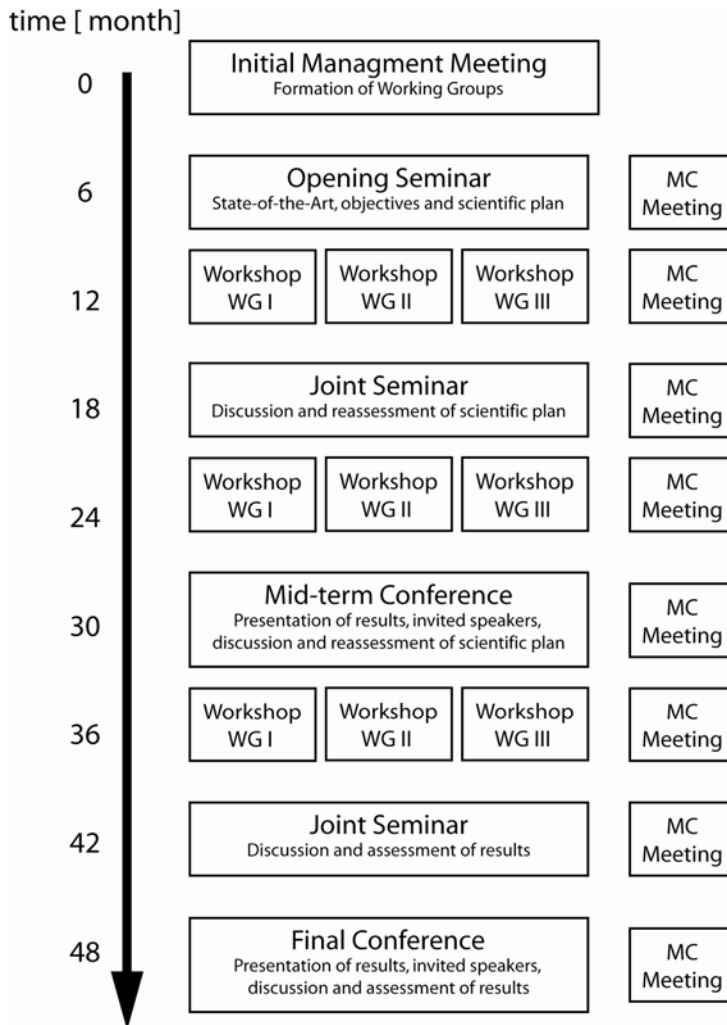 time [ month]
0
Initial Managment Meeting
Formation of Working Groups
6
Opening Seminar
State-of-the-Art, objectives and scientific plan
MC
Meeting
12
Workshop
WG I
Workshop
WG II
Workshop
WG III
MC
Meeting
18
Joint Seminar
Discussion and reassessment of scientific plan
MC
Meeting
24
Workshop
WG I
Workshop
WG II
Workshop
WG III
MC
Meeting
30
Mid-term Conference
Presentation of results, invited speakers,
discussion and reassessment of scientific plan
MC
Meeting
36
Workshop
WG I
Workshop
WG II
Workshop
WG III
MC
Meeting
42
Joint Seminar
Discussion and assessment of results
MC
Meeting
48
Final Conference
Presentation of results, invited speakers,
discussion and assessment of results
MC
Meeting